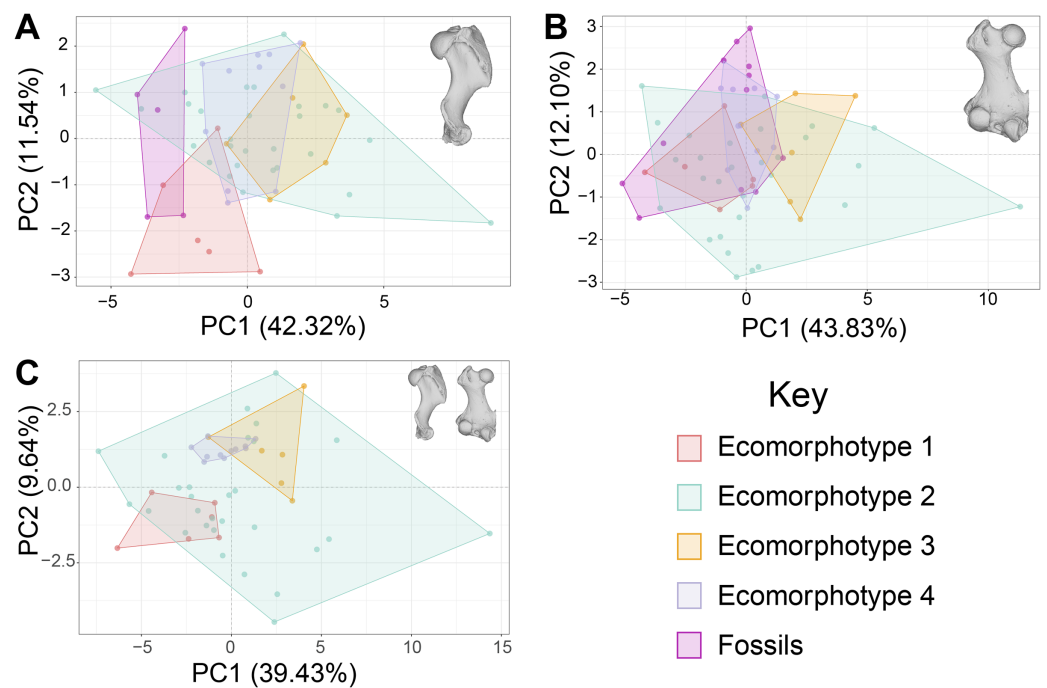 A
PC2 (11.54%)
2
1
0
−1
−2
−3
−5
0
5
PC1 (42.32%)
B
PC2 (12.10%)
3
2
1
0
−1
−2
−3
−5
0
5
10
PC1 (43.83%)
C
PC2 (9.64%)
2.5
0.0
−2.5
−5
0
5
10
15
PC1 (39.43%)
Key
Ecomorphotype 1
Ecomorphotype 2
Ecomorphotype 3
Ecomorphotype 4
Fossils